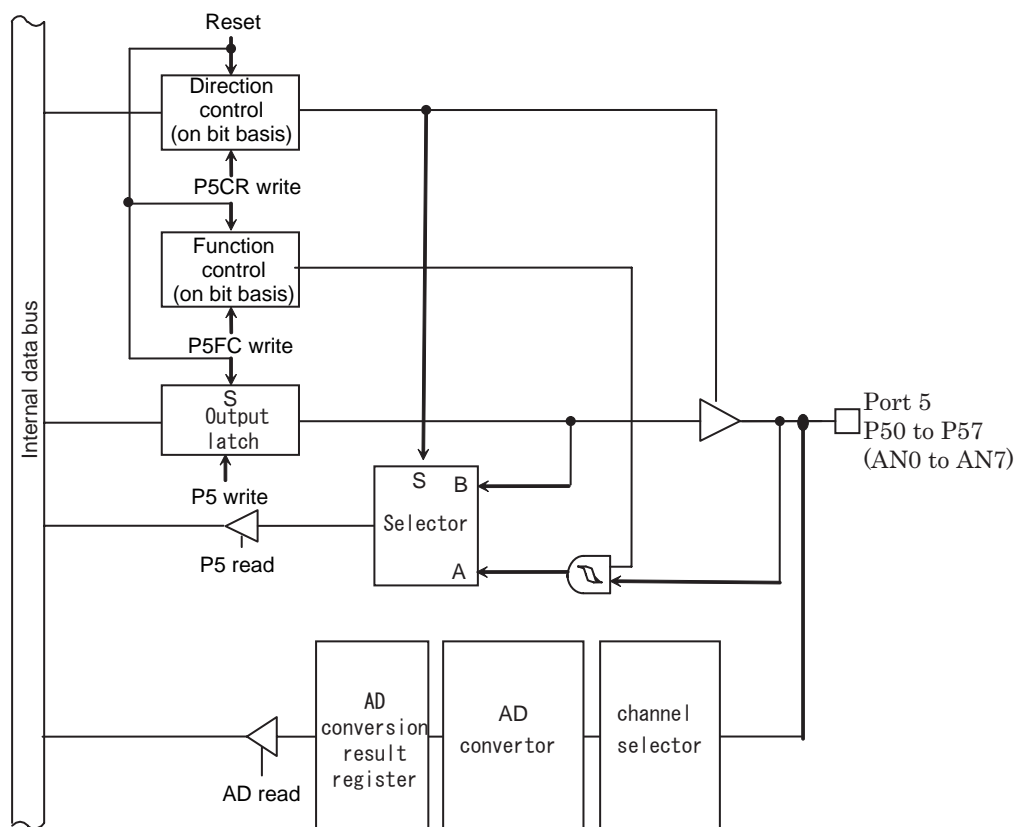 Reset
Direction
control
(on bit basis)
P5CR write
Function
control
(on bit basis)
P5FC write
Internal data bus
S
Output
latch
P5 write
Port 5
P50 to P57
(AN0 to AN7)
S
B
Selector
A
P5 read
AD
conversion
result
register
AD
convertor
channel
selector
AD read